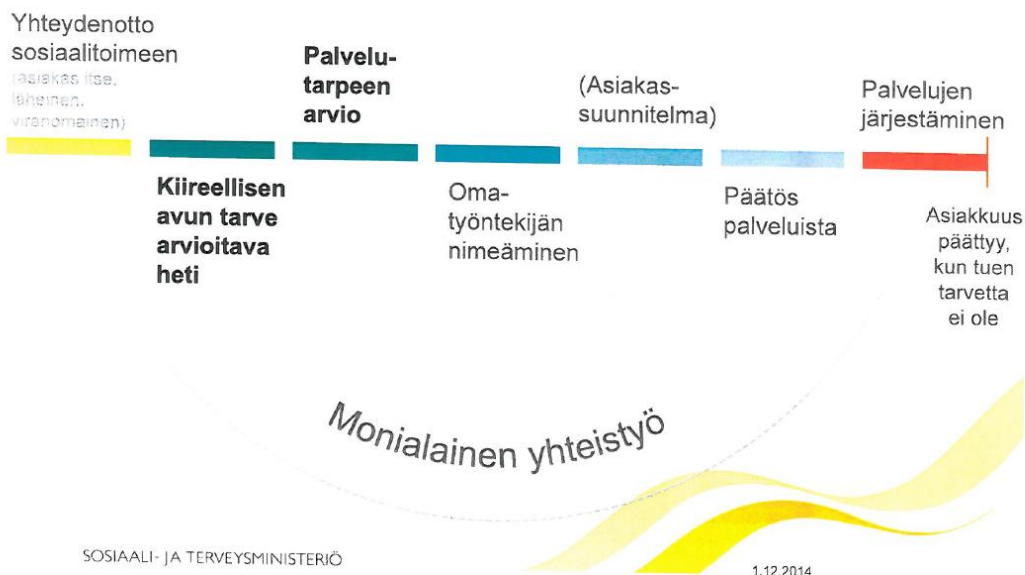 Yhteydenotto
sosiaalitoimeen
(asiakas itse,
läheinen,
viranomainen)
Kiireellisen
avun tarve
arvioitava
heti
Palvelu-
tarpeen
arvio
Oma-
työntekijän
nimeäminen
(Asiakas-
suunnitelma)
Päätös
palveluista
Palvelujen
järjestäminen
Asiakkuus
päättyy,
kun tuen
tarvetta
ei ole
Monialainen yhteistyö
SOSIAALI- JA TERVEYSMINISTERIÖ
1.12.2014